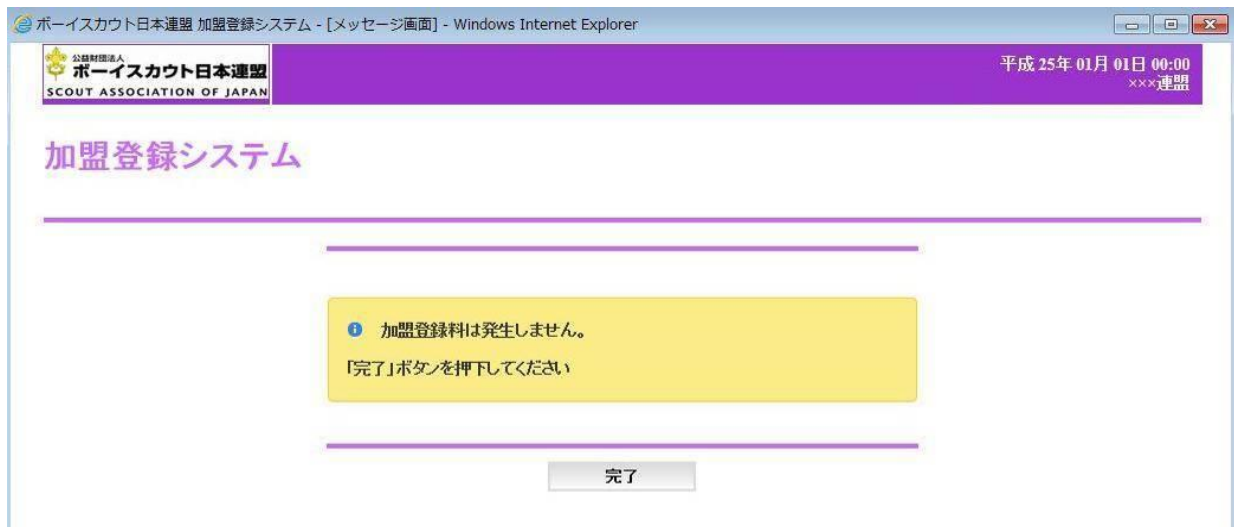 ボーイスカウト日本連盟 加盟登録システム - [メッセージ画面] - Windows Internet Explorer
公益財団法人
ボーイスカウト日本連盟
SCOUT ASSOCIATION OF JAPAN
平成 25年 01月 01日 00:00
×××連盟
加盟登録システム
加盟登録料は発生しません。
「完了」ボタンを押下してください
完了